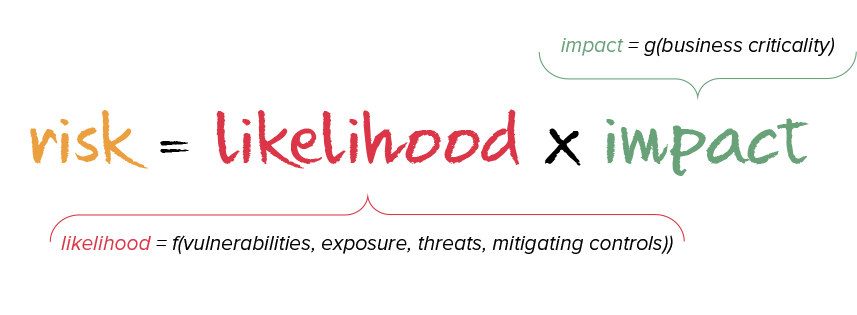 impact = g(business criticality)
risk = likelihood x impact
likelihood = f(vulnerabilities, exposure, threats, mitigating controls))